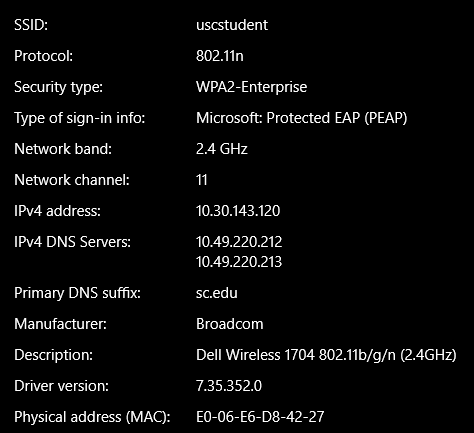 SSID: uscstudent
Protocol: 802.11n
Security type: WPA2-Enterprise
Type of sign-in info: Microsoft: Protected EAP (PEAP)
Network band: 2.4 GHz
Network channel: 11
IPv4 address: 10.30.143.120
IPv4 DNS Servers: 10.49.220.212
10.49.220.213
Primary DNS suffix: sc.edu
Manufacturer: Broadcom
Description: Dell Wireless 1704 802.11b/g/n (2.4GHz)
Driver version: 7.35.352.0
Physical address (MAC): E0-06-E6-D8-42-27